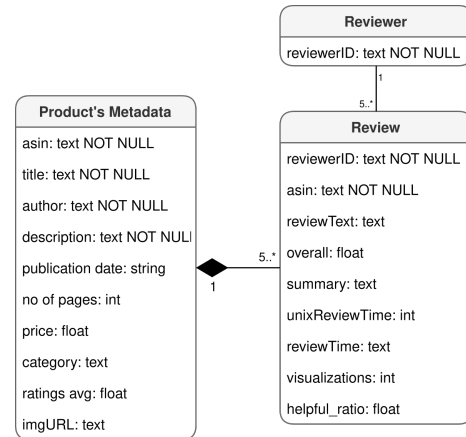 Reviewer
reviewerID: text NOT NULL
1
5..*
Product's Metadata
asin: text NOT NULL
title: text NOT NULL
author: text NOT NULL
description: text NOT NULL
publication date: string
no of pages: int
price: float
category: text
ratings avg: float
imgURL: text
1
5..*
Review
reviewerID: text NOT NULL
asin: text NOT NULL
reviewText: text
overall: float
summary: text
unixReviewTime: int
reviewTime: text
visualizations: int
helpful_ratio: float